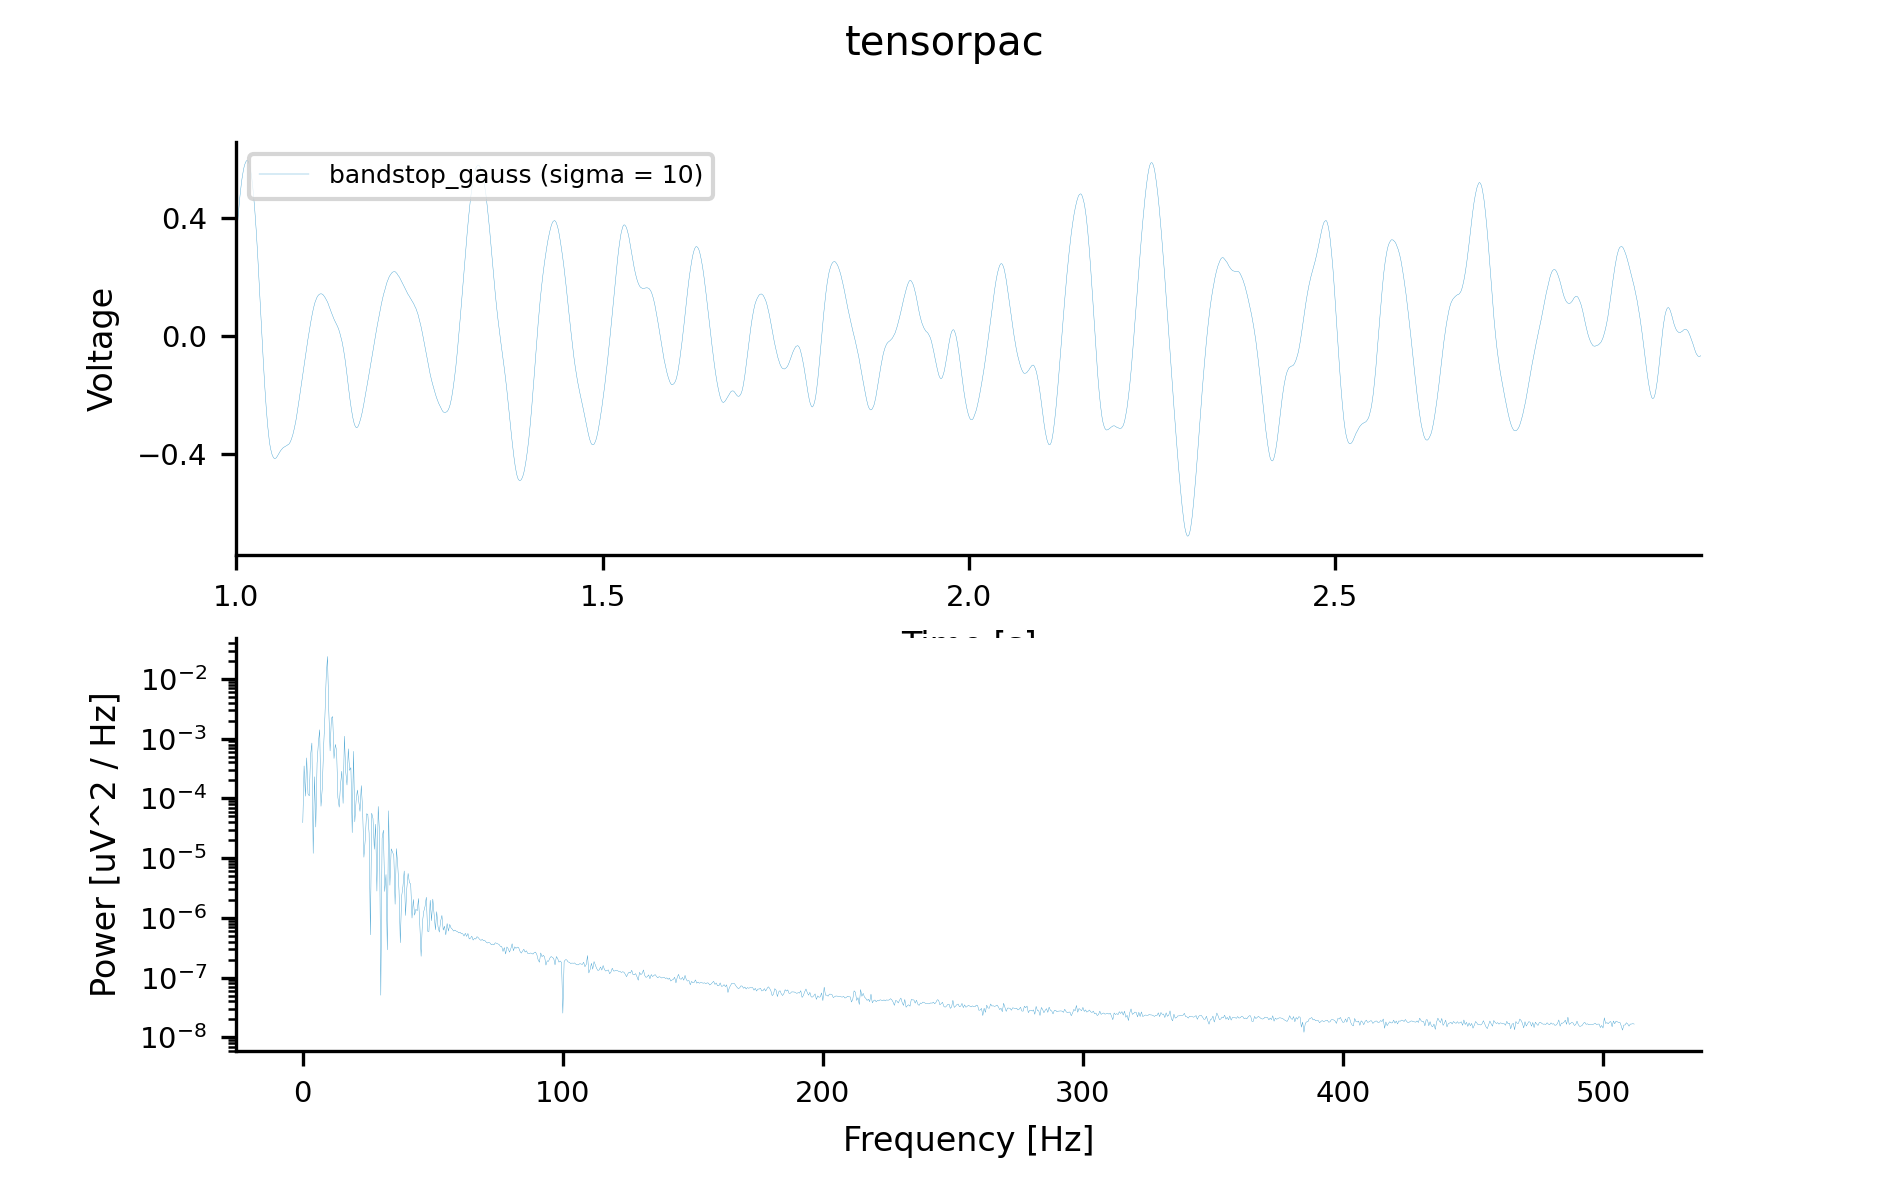 tensorpac
bandstop_gauss (sigma = 10)
Voltage
0.4
0.0
−0.4
1.0 1.5 2.0 2.5
Time [s]
Power [uV^2 / Hz]
10^−2
10^−3
10^−4
10^−5
10^−6
10^−7
10^−8
0 100 200 300 400 500
Frequency [Hz]